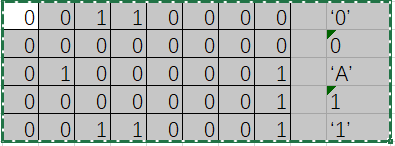 0 0 1 1 0 0 0 0 ‘0’
0 0 0 0 0 0 0 0 0
0 1 0 0 0 0 0 1 ‘A’
0 0 0 0 0 0 0 1 1
0 0 1 1 0 0 0 1 ‘1’